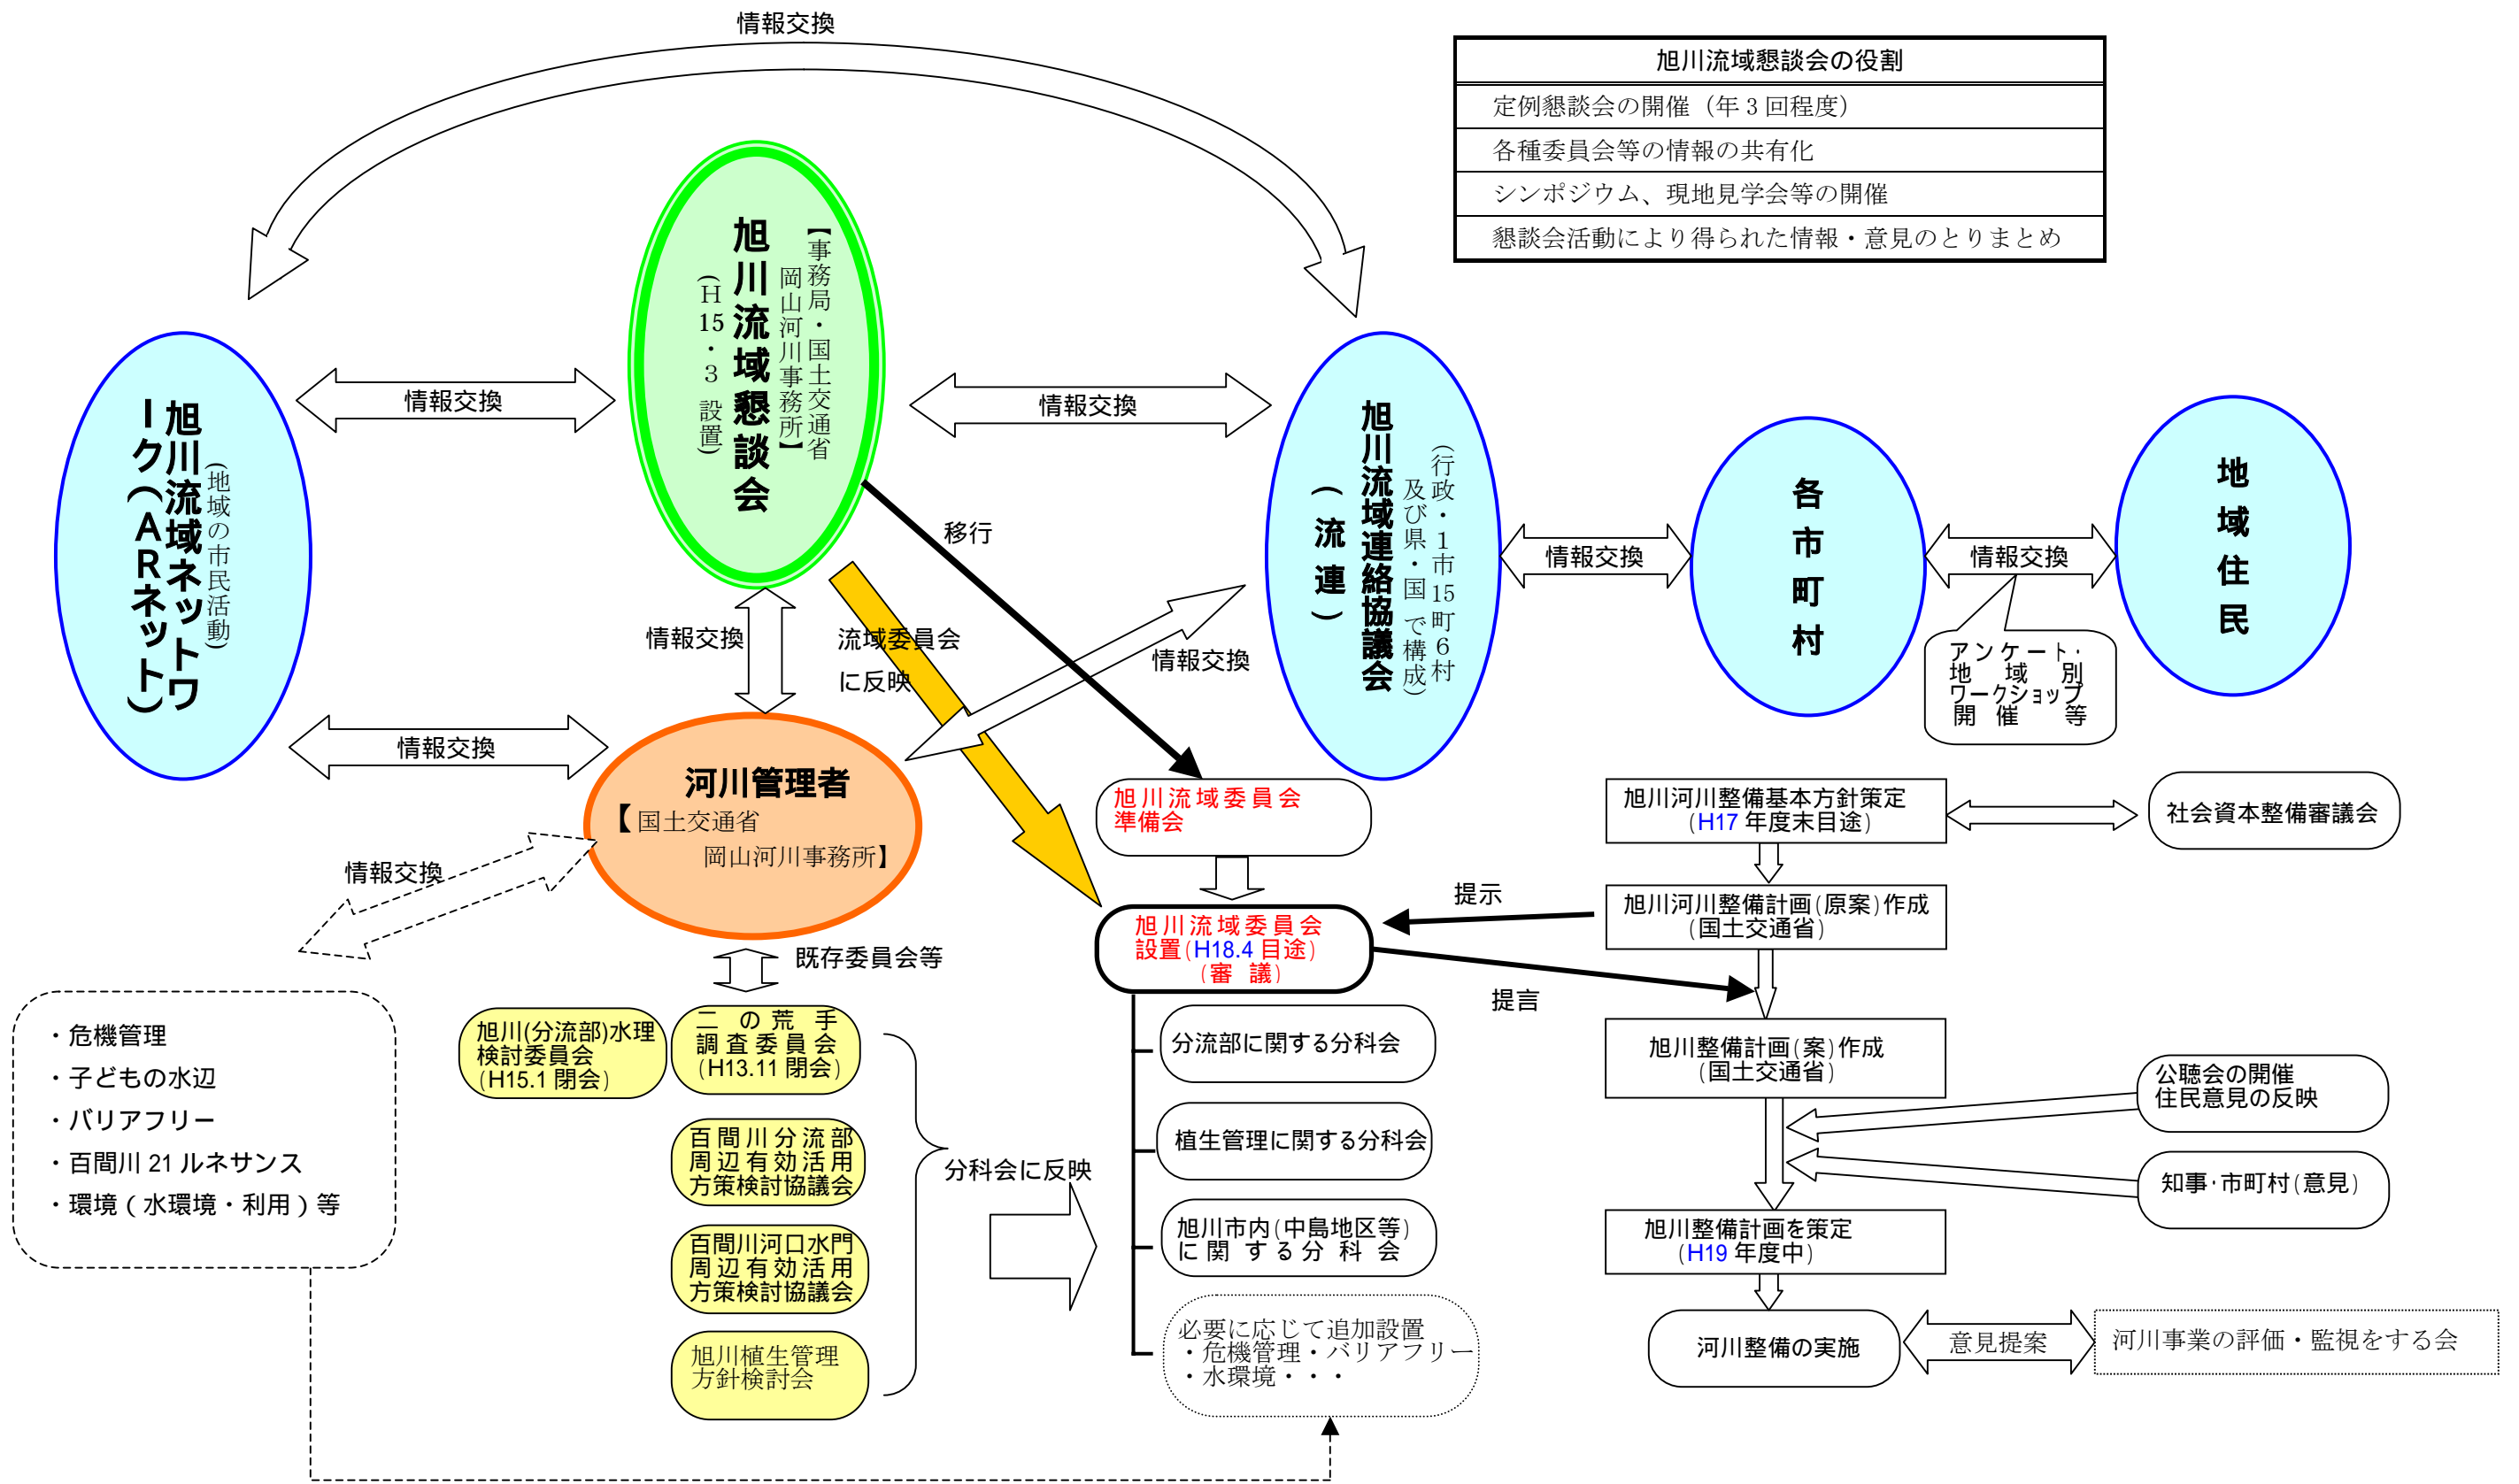 情報交換
旭川流域懇談会の役割
定例懇談会の開催（年３回程度）
各種委員会等の情報の共有化
シンポジウム、現地見学会等の開催
懇談会活動により得られた情報・意見のとりまとめ
【事務局・国土交通省
岡山河川事務所】
旭川流域懇談会
（Ｈ15・３ 設置）
情報交換
情報交換
（地域の市民活動）
旭川流域ネットワ
ーク（ＡＲネット）
（行政・１市15町６村
及び県・国 で構成）
旭川流域連絡協議会
（流連）
情報交換
各市町村
情報交換
地域住民
アンケート・
地域別
ワークショップ
開催等
移行
情報交換
流域委員会
に反映
情報交換
情報交換
河川管理者
【国土交通省
岡山河川事務所】
情報交換
旭川流域委員会
準備会
旭川河川整備基本方針策定
（H17 年度末目途）
社会資本整備審議会
提示
旭川河川整備計画（原案）作成
（国土交通省）
旭川流域委員会
設置（H18.4 目途）
（審 議）
提言
既存委員会等
・危機管理
・子どもの水辺
・バリアフリー
・百間川 21 ルネサンス
・環境（水環境・利用）等
旭川(分流部)水理
検討委員会
（H15.1 閉会）
二の荒手
調査委員会
（H13.11 閉会）
百間川分流部
周辺有効活用
方策検討協議会
百間川河口水門
周辺有効活用
方策検討協議会
旭川植生管理
方針検討会
分科会に反映
分流部に関する分科会
植生管理に関する分科会
旭川市内（中島地区等）
に関する分科会
必要に応じて追加設置
・危機管理・バリアフリー
・水環境・・・
旭川整備計画（案）作成
（国土交通省）
公聴会の開催
住民意見の反映
知事・市町村（意見）
旭川整備計画を策定
（H19 年度中）
河川整備の実施
意見提案
河川事業の評価・監視をする会